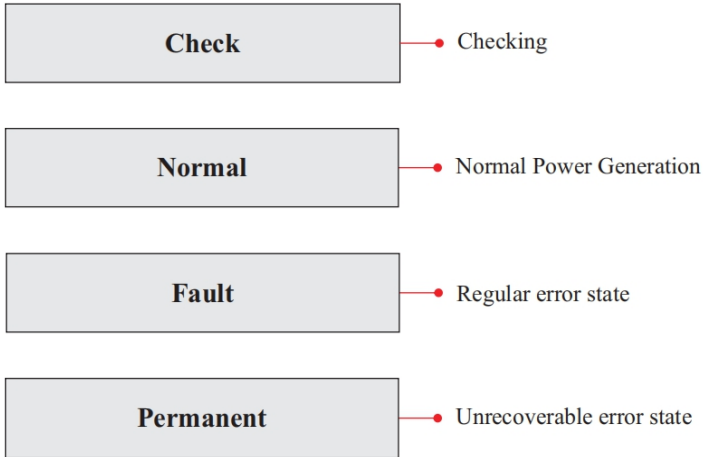 Check
Checking
Normal
Normal Power Generation
Fault
Regular error state
Permanent
Unrecoverable error state